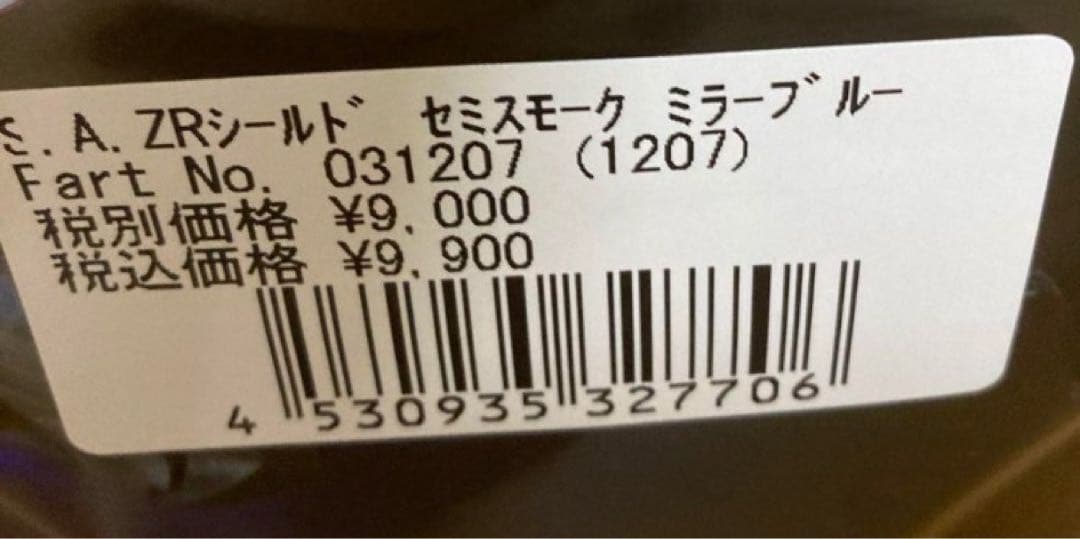 S.A.ZRシールド セミスモーク ミラーブルー
Part No. 031207 (1207)
税別価格 ¥9,000
税込価格 ¥9,900
4 530935 327706